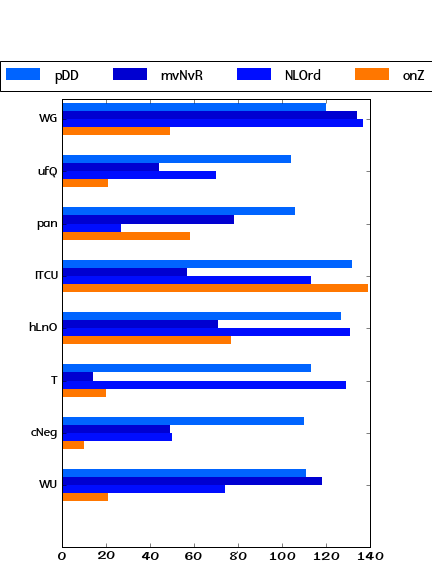 pDD mvNvR NLOrd onZ
WG
ufQ
pan
ITCU
hLnO
T
cNeg
WU
0 20 40 60 80 100 120 140